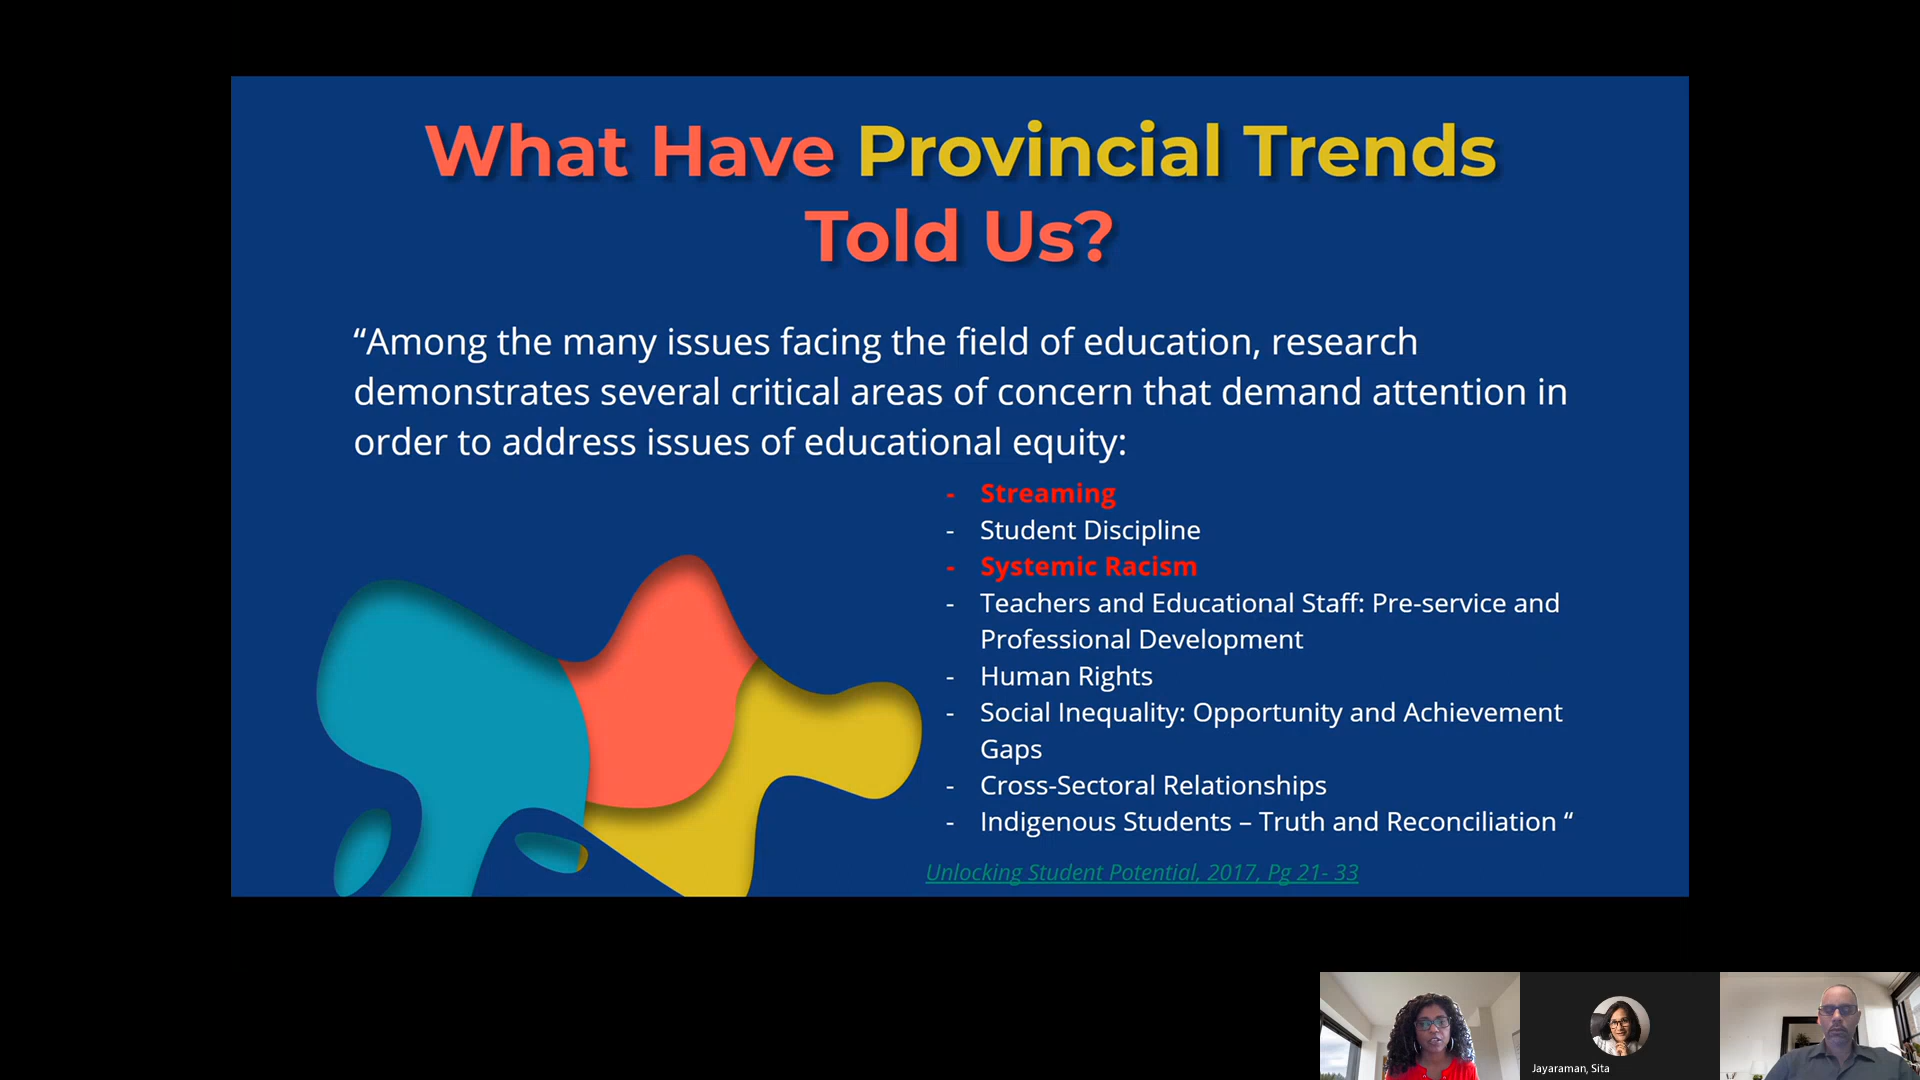 What Have Provincial Trends
Told Us?
“Among the many issues facing the field of education, research
demonstrates several critical areas of concern that demand attention in
order to address issues of educational equity:
- Streaming
- Student Discipline
- Systemic Racism
- Teachers and Educational Staff: Pre-service and
Professional Development
- Human Rights
- Social Inequality: Opportunity and Achievement
Gaps
- Cross-Sectoral Relationships
- Indigenous Students – Truth and Reconciliation “
Unlocking Student Potential, 2017, Pg 21- 33
Jayaraman, Sita